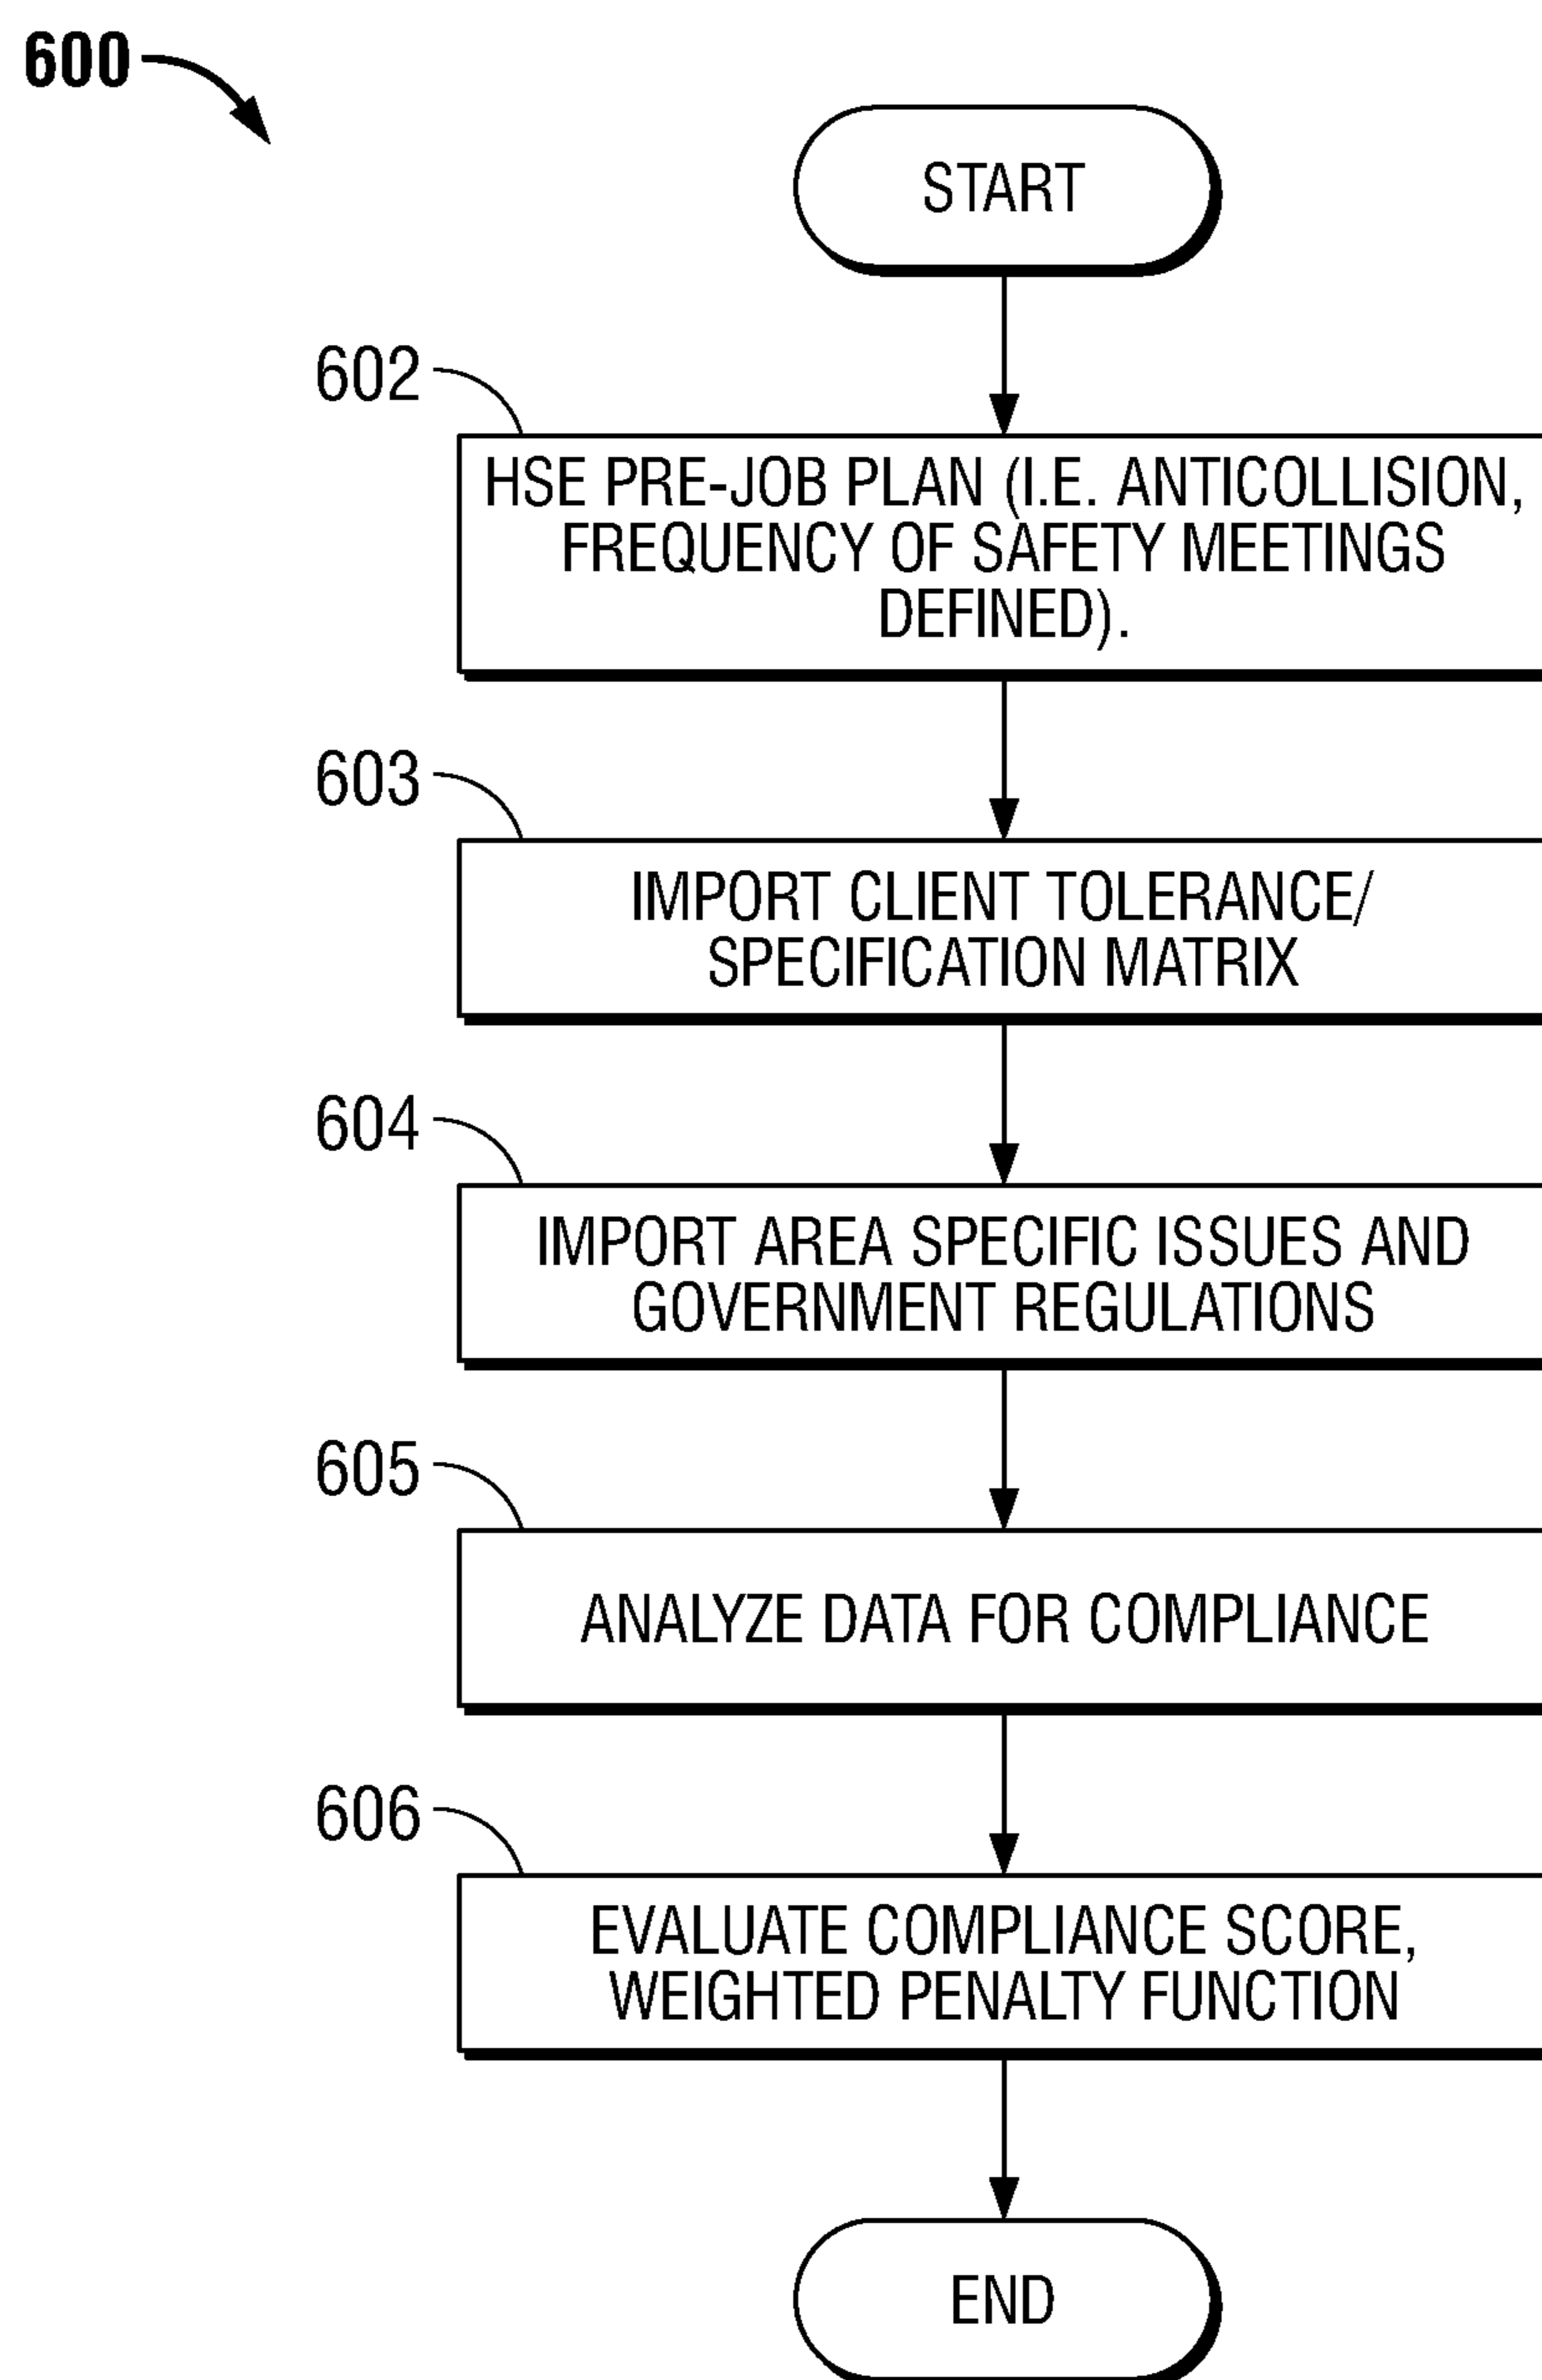 600
START
602
HSE PRE-JOB PLAN (I.E. ANTICOLLISION,
FREQUENCY OF SAFETY MEETINGS
DEFINED).
603
IMPORT CLIENT TOLERANCE/
SPECIFICATION MATRIX
604
IMPORT AREA SPECIFIC ISSUES AND
GOVERNMENT REGULATIONS
605
ANALYZE DATA FOR COMPLIANCE
606
EVALUATE COMPLIANCE SCORE,
WEIGHTED PENALTY FUNCTION
END